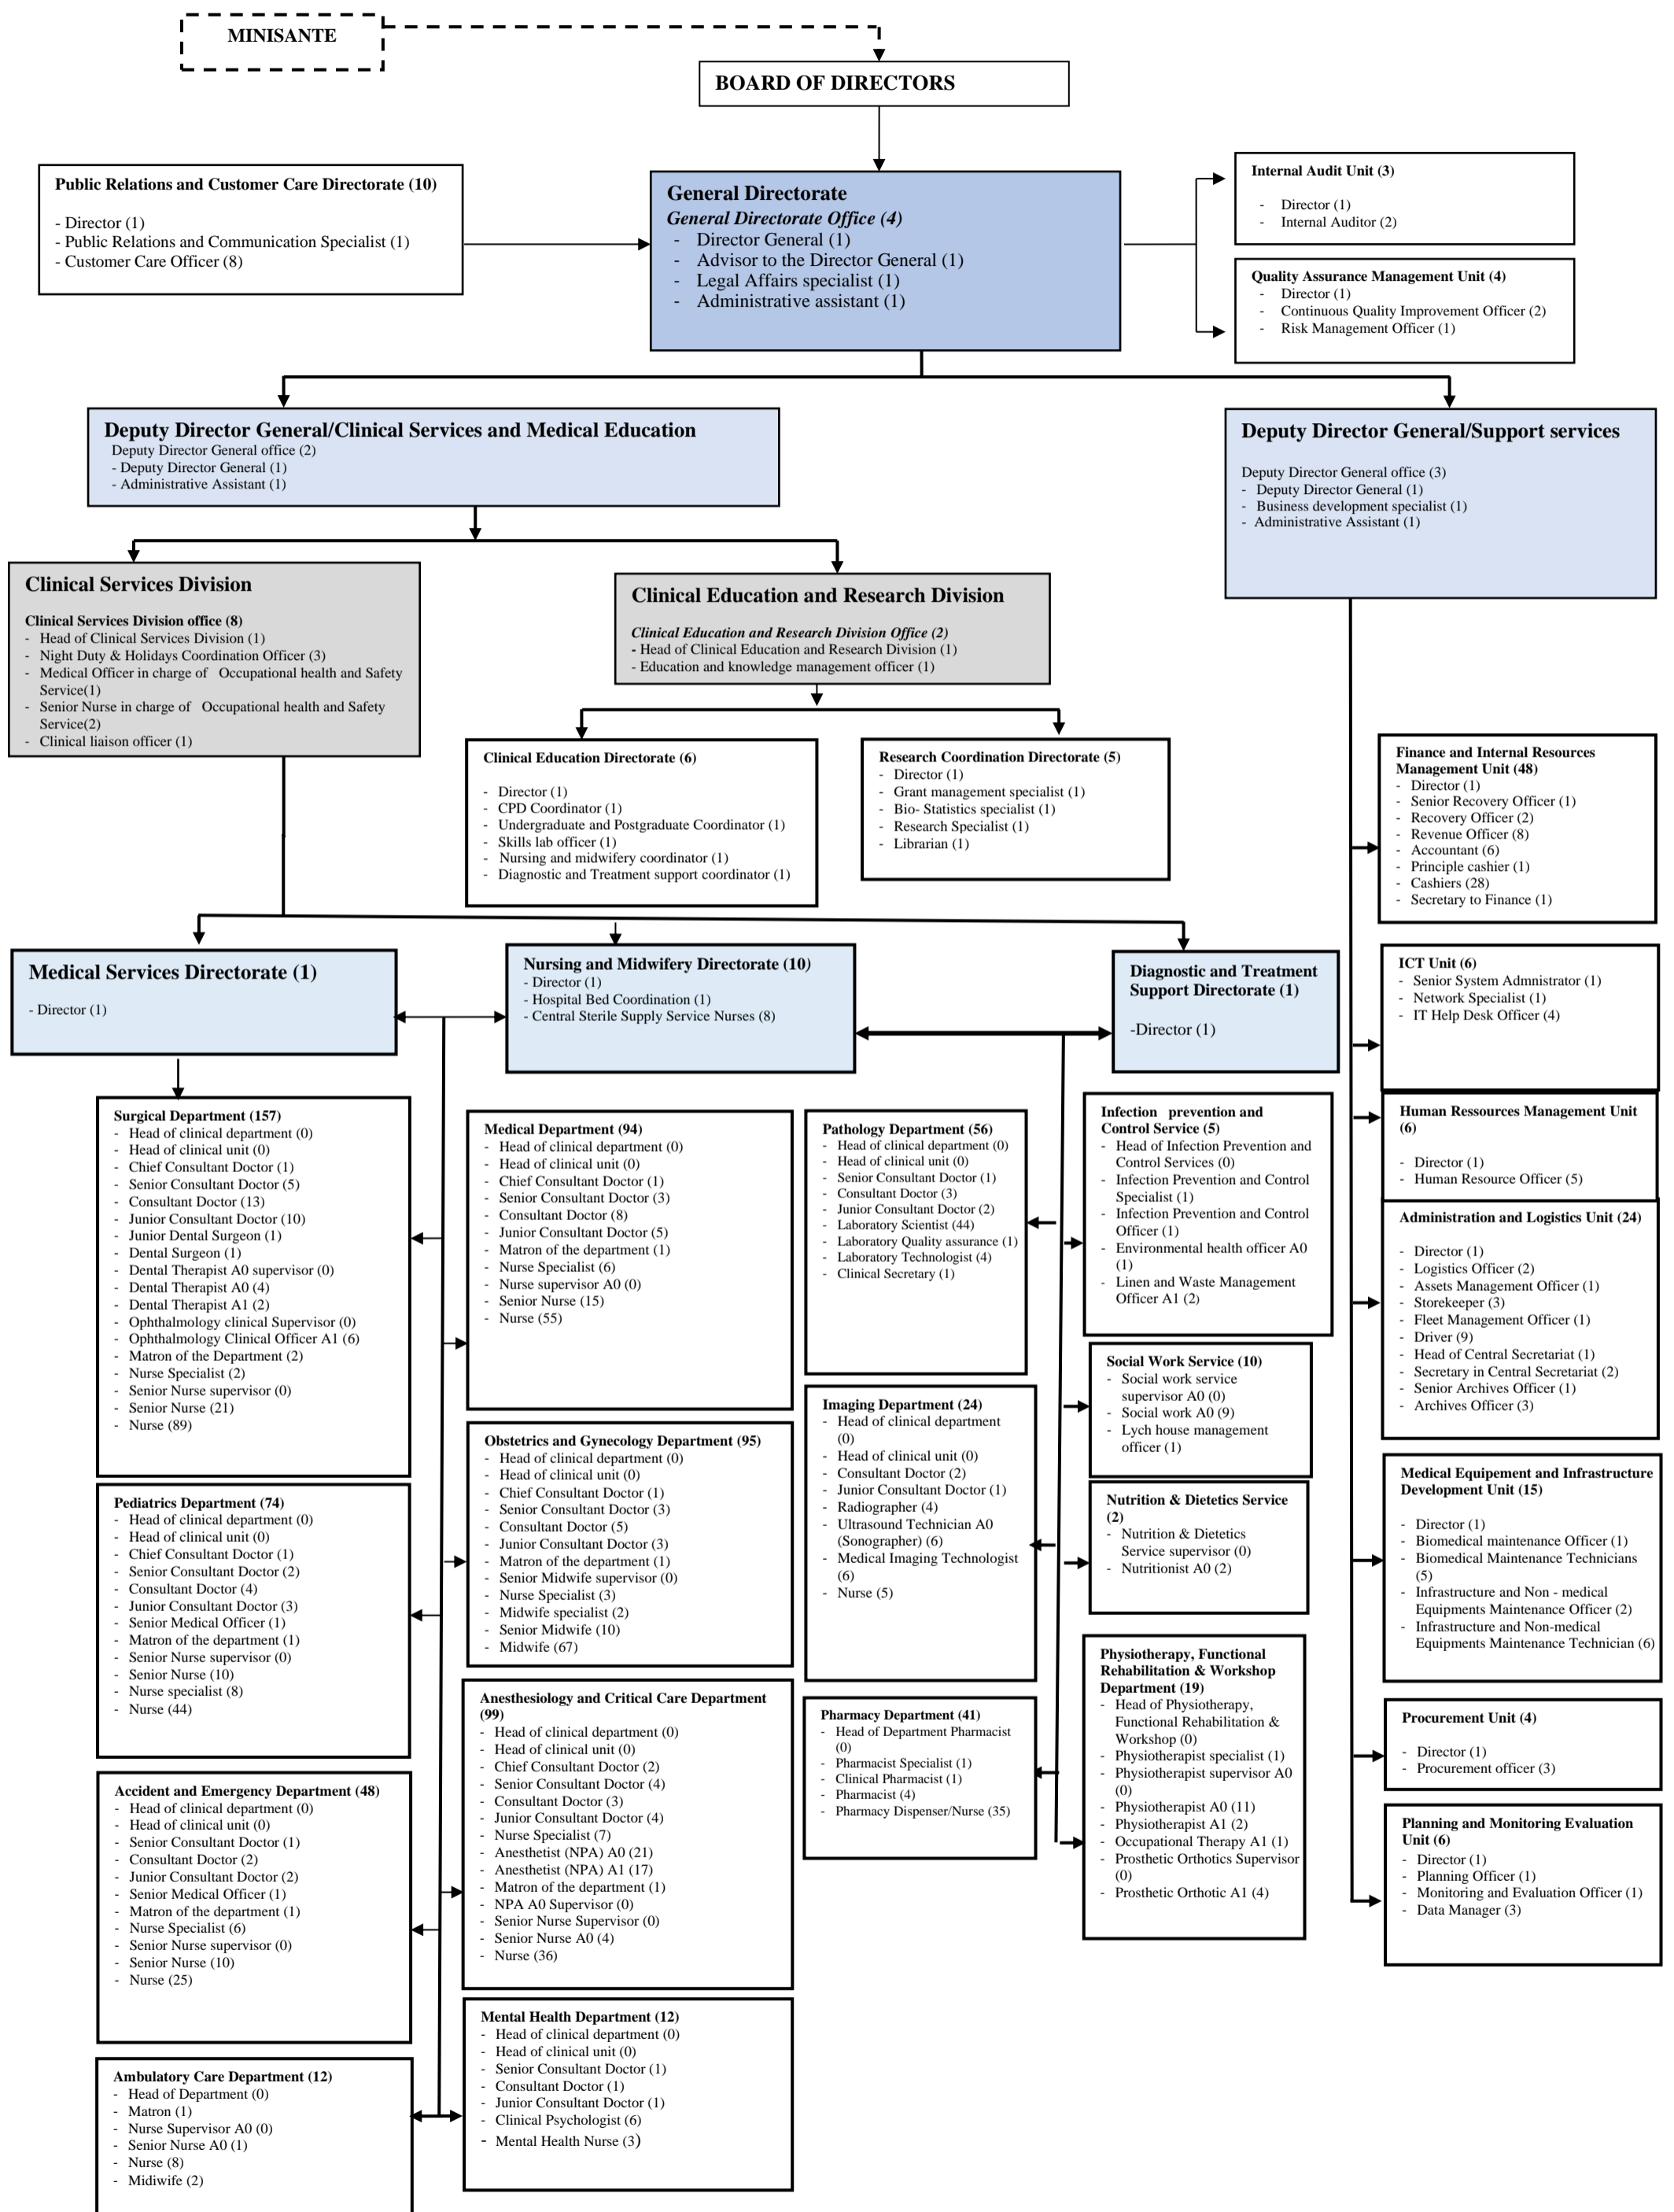 MINISANTE
BOARD OF DIRECTORS
Public Relations and Customer Care Directorate (10)
- Director (1)
- Public Relations and Communication Specialist (1)
- Customer Care Officer (8)
General Directorate
General Directorate Office (4)
- Director General (1)
- Advisor to the Director General (1)
- Legal Affairs specialist (1)
- Administrative assistant (1)
Internal Audit Unit (3)
- Director (1)
- Internal Auditor (2)
Quality Assurance Management Unit (4)
- Director (1)
- Continuous Quality Improvement Officer (2)
- Risk Management Officer (1)
Deputy Director General/Clinical Services and Medical Education
Deputy Director General office (2)
- Deputy Director General (1)
- Administrative Assistant (1)
Deputy Director General/Support services
Deputy Director General office (3)
- Deputy Director General (1)
- Business development specialist (1)
- Administrative Assistant (1)
Clinical Services Division
Clinical Services Division office (8)
- Head of Clinical Services Division (1)
- Night Duty & Holidays Coordination Officer (3)
- Medical Officer in charge of Occupational health and Safety
Service(1)
- Senior Nurse in charge of Occupational health and Safety
Service(2)
- Clinical liaison officer (1)
Clinical Education and Research Division
Clinical Education and Research Division Office (2)
- Head of Clinical Education and Research Division (1)
- Education and knowledge management officer (1)
Clinical Education Directorate (6)
- Director (1)
- CPD Coordinator (1)
- Undergraduate and Postgraduate Coordinator (1)
- Skills lab officer (1)
- Nursing and midwifery coordinator (1)
- Diagnostic and Treatment support coordinator (1)
Research Coordination Directorate (5)
- Director (1)
- Grant management specialist (1)
- Bio- Statistics specialist (1)
- Research Specialist (1)
- Librarian (1)
Finance and Internal Resources
Management Unit (48)
- Director (1)
- Senior Recovery Officer (1)
- Recovery Officer (2)
- Revenue Officer (8)
- Accountant (6)
- Principle cashier (1)
- Cashiers (28)
- Secretary to Finance (1)
Medical Services Directorate (1)
- Director (1)
Nursing and Midwifery Directorate (10)
- Director (1)
- Hospital Bed Coordination (1)
- Central Sterile Supply Service Nurses (8)
Diagnostic and Treatment
Support Directorate (1)
-Director (1)
ICT Unit (6)
- Senior System Admnistrator (1)
- Network Specialist (1)
- IT Help Desk Officer (4)
Surgical Department (157)
- Head of clinical department (0)
- Head of clinical unit (0)
- Chief Consultant Doctor (1)
- Senior Consultant Doctor (5)
- Consultant Doctor (13)
- Junior Consultant Doctor (10)
- Junior Dental Surgeon (1)
- Dental Surgeon (1)
- Dental Therapist A0 supervisor (0)
- Dental Therapist A0 (4)
- Dental Therapist A1 (2)
- Ophthalmology clinical Supervisor (0)
- Ophthalmology Clinical Officer A1 (6)
- Matron of the Department (2)
- Nurse Specialist (2)
- Senior Nurse supervisor (0)
- Senior Nurse (21)
- Nurse (89)
Medical Department (94)
- Head of clinical department (0)
- Head of clinical unit (0)
- Chief Consultant Doctor (1)
- Senior Consultant Doctor (3)
- Consultant Doctor (8)
- Junior Consultant Doctor (5)
- Matron of the department (1)
- Nurse Specialist (6)
- Nurse supervisor A0 (0)
- Senior Nurse (15)
- Nurse (55)
Pathology Department (56)
- Head of clinical department (0)
- Head of clinical unit (0)
- Senior Consultant Doctor (1)
- Consultant Doctor (3)
- Junior Consultant Doctor (2)
- Laboratory Scientist (44)
- Laboratory Quality assurance (1)
- Laboratory Technologist (4)
- Clinical Secretary (1)
Infection prevention and
Control Service (5)
- Head of Infection Prevention and
Control Services (0)
- Infection Prevention and Control
Specialist (1)
- Infection Prevention and Control
Officer (1)
- Environmental health officer A0
(1)
- Linen and Waste Management
Officer A1 (2)
Human Ressources Management Unit
(6)
- Director (1)
- Human Resource Officer (5)
Administration and Logistics Unit (24)
- Director (1)
- Logistics Officer (2)
- Assets Management Officer (1)
- Storekeeper (3)
- Fleet Management Officer (1)
- Driver (9)
- Head of Central Secretariat (1)
- Secretary in Central Secretariat (2)
- Senior Archives Officer (1)
- Archives Officer (3)
Social Work Service (10)
- Social work service
supervisor A0 (0)
- Social work A0 (9)
- Lych house management
officer (1)
Imaging Department (24)
- Head of clinical department
(0)
- Head of clinical unit (0)
- Consultant Doctor (2)
- Junior Consultant Doctor (1)
- Radiographer (4)
- Ultrasound Technician A0
(Sonographer) (6)
- Medical Imaging Technologist
(6)
- Nurse (5)
Obstetrics and Gynecology Department (95)
- Head of clinical department (0)
- Head of clinical unit (0)
- Chief Consultant Doctor (1)
- Senior Consultant Doctor (3)
- Consultant Doctor (5)
- Junior Consultant Doctor (3)
- Matron of the department (1)
- Senior Midwife supervisor (0)
- Nurse Specialist (3)
- Midwife specialist (2)
- Senior Midwife (10)
- Midwife (67)
Pediatrics Department (74)
- Head of clinical department (0)
- Head of clinical unit (0)
- Chief Consultant Doctor (1)
- Senior Consultant Doctor (2)
- Consultant Doctor (4)
- Junior Consultant Doctor (3)
- Senior Medical Officer (1)
- Matron of the department (1)
- Senior Nurse supervisor (0)
- Senior Nurse (10)
- Nurse specialist (8)
- Nurse (44)
Nutrition & Dietetics Service
(2)
- Nutrition & Dietetics
Service supervisor (0)
- Nutritionist A0 (2)
Medical Equipement and Infrastructure
Development Unit (15)
- Director (1)
- Biomedical maintenance Officer (1)
- Biomedical Maintenance Technicians
(5)
- Infrastructure and Non - medical
Equipments Maintenance Officer (2)
- Infrastructure and Non-medical
Equipments Maintenance Technician (6)
Anesthesiology and Critical Care Department
(99)
- Head of clinical department (0)
- Head of clinical unit (0)
- Chief Consultant Doctor (2)
- Senior Consultant Doctor (4)
- Consultant Doctor (3)
- Junior Consultant Doctor (4)
- Nurse Specialist (7)
- Anesthetist (NPA) A0 (21)
- Anesthetist (NPA) A1 (17)
- Matron of the department (1)
- NPA A0 Supervisor (0)
- Senior Nurse Supervisor (0)
- Senior Nurse A0 (4)
- Nurse (36)
Pharmacy Department (41)
- Head of Department Pharmacist
(0)
- Pharmacist Specialist (1)
- Clinical Pharmacist (1)
- Pharmacist (4)
- Pharmacy Dispenser/Nurse (35)
Physiotherapy, Functional
Rehabilitation & Workshop
Department (19)
- Head of Physiotherapy,
Functional Rehabilitation &
Workshop (0)
- Physiotherapist specialist (1)
- Physiotherapist supervisor A0
(0)
- Physiotherapist A0 (11)
- Physiotherapist A1 (2)
- Occupational Therapy A1 (1)
- Prosthetic Orthotics Supervisor
(0)
- Prosthetic Orthotic A1 (4)
Procurement Unit (4)
- Director (1)
- Procurement officer (3)
Accident and Emergency Department (48)
- Head of clinical department (0)
- Head of clinical unit (0)
- Senior Consultant Doctor (1)
- Consultant Doctor (2)
- Junior Consultant Doctor (2)
- Senior Medical Officer (1)
- Matron of the department (1)
- Nurse Specialist (6)
- Senior Nurse supervisor (0)
- Senior Nurse (10)
- Nurse (25)
Planning and Monitoring Evaluation
Unit (6)
- Director (1)
- Planning Officer (1)
- Monitoring and Evaluation Officer (1)
- Data Manager (3)
Mental Health Department (12)
- Head of clinical department (0)
- Head of clinical unit (0)
- Senior Consultant Doctor (1)
- Consultant Doctor (1)
- Junior Consultant Doctor (1)
- Clinical Psychologist (6)
- Mental Health Nurse (3)
Ambulatory Care Department (12)
- Head of Department (0)
- Matron (1)
- Nurse Supervisor A0 (0)
- Senior Nurse A0 (1)
- Nurse (8)
- Midiwife (2)